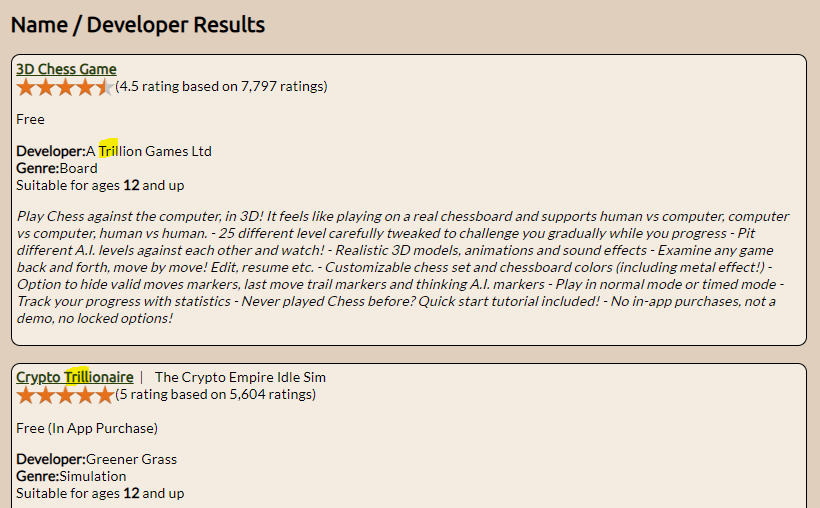 Name / Developer Results
3D Chess Game
(4.5 rating based on 7,797 ratings)
Free
Developer:A Trillion Games Ltd
Genre:Board
Suitable for ages 12 and up
Play Chess against the computer, in 3D! It feels like playing on a real chessboard and supports human vs computer, computer
vs computer, human vs human. - 25 different level carefully tweaked to challenge you gradually while you progress - Pit
different A.I. levels against each other and watch! - Realistic 3D models, animations and sound effects - Examine any game
back and forth, move by move! Edit, resume etc. - Customizable chess set and chessboard colors (including metal effect!) -
Option to hide valid moves markers, last move trail markers and thinking A.I. markers - Play in normal mode or timed mode -
Track your progress with statistics - Never played Chess before? Quick start tutorial included! - No in-app purchases, not a
demo, no locked options!
Crypto Trillionaire | The Crypto Empire Idle Sim
(5 rating based on 5,604 ratings)
Free (In App Purchase)
Developer:Greener Grass
Genre:Simulation
Suitable for ages 12 and up